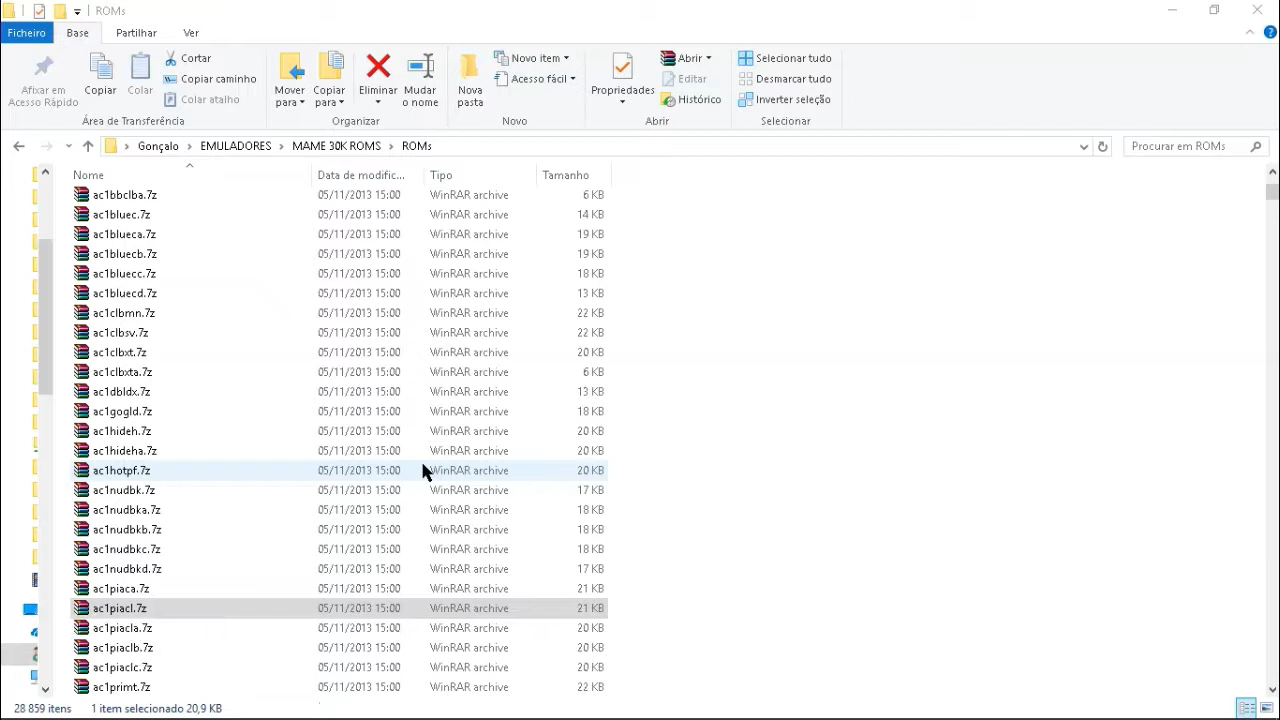 ROMs
Ficheiro Base Partilhar Ver
Afixar em Acesso Rápido
Copiar
Colar
Cortar
Copiar caminho
Colar atalho
Área de Transferência
Mover para
Copiar para
Eliminar
Mudar o nome
Organizar
Nova pasta
Novo item
Acesso fácil
Novo
Propriedades
Abrir
Editar
Histórico
Abrir
Selecionar tudo
Desmarcar tudo
Inverter seleção
Selecionar
Gonçalo > EMULADORES > MAME 30K ROMS > ROMs
Procurar em ROMs
Nome Data de modific... Tipo Tamanho
ac1bbclba.7z 05/11/2013 15:00 WinRAR archive 6 KB
ac1bluec.7z 05/11/2013 15:00 WinRAR archive 14 KB
ac1blueca.7z 05/11/2013 15:00 WinRAR archive 19 KB
ac1bluecb.7z 05/11/2013 15:00 WinRAR archive 19 KB
ac1bluecc.7z 05/11/2013 15:00 WinRAR archive 18 KB
ac1bluecd.7z 05/11/2013 15:00 WinRAR archive 13 KB
ac1clbmn.7z 05/11/2013 15:00 WinRAR archive 22 KB
ac1clbsv.7z 05/11/2013 15:00 WinRAR archive 22 KB
ac1clbxt.7z 05/11/2013 15:00 WinRAR archive 20 KB
ac1clbxta.7z 05/11/2013 15:00 WinRAR archive 6 KB
ac1dbldx.7z 05/11/2013 15:00 WinRAR archive 13 KB
ac1gogld.7z 05/11/2013 15:00 WinRAR archive 18 KB
ac1hideh.7z 05/11/2013 15:00 WinRAR archive 20 KB
ac1hideha.7z 05/11/2013 15:00 WinRAR archive 20 KB
ac1hotpf.7z 05/11/2013 15:00 WinRAR archive 20 KB
ac1nudbk.7z 05/11/2013 15:00 WinRAR archive 17 KB
ac1nudbka.7z 05/11/2013 15:00 WinRAR archive 18 KB
ac1nudbkb.7z 05/11/2013 15:00 WinRAR archive 18 KB
ac1nudbkc.7z 05/11/2013 15:00 WinRAR archive 18 KB
ac1nudbkd.7z 05/11/2013 15:00 WinRAR archive 17 KB
ac1piaca.7z 05/11/2013 15:00 WinRAR archive 21 KB
ac1piacl.7z 05/11/2013 15:00 WinRAR archive 21 KB
ac1piacla.7z 05/11/2013 15:00 WinRAR archive 20 KB
ac1piaclb.7z 05/11/2013 15:00 WinRAR archive 20 KB
ac1piaclc.7z 05/11/2013 15:00 WinRAR archive 20 KB
ac1primt.7z 05/11/2013 15:00 WinRAR archive 22 KB
28 859 itens 1 item selecionado 20,9 KB